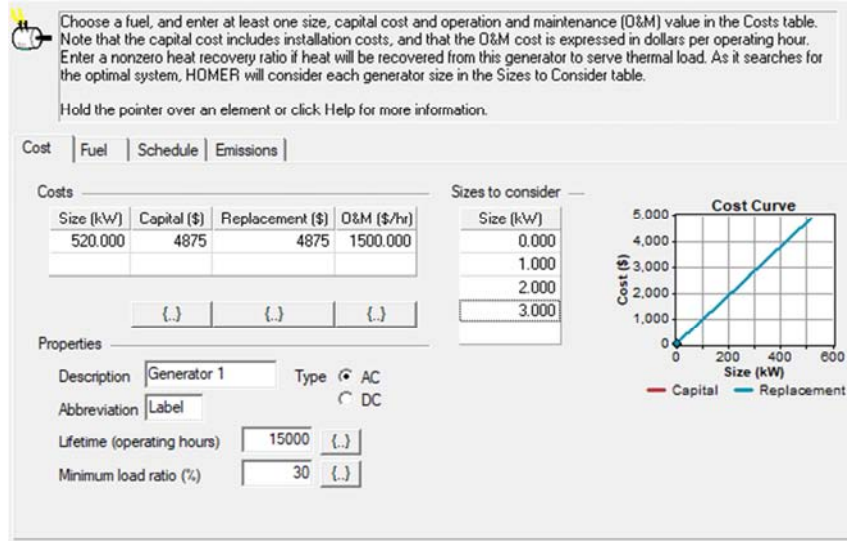 Choose a fuel, and enter at least one size, capital cost and operation and maintenance (O&M) value in the Costs table.
Note that the capital cost includes installation costs, and that the O&M cost is expressed in dollars per operating hour.
Enter a nonzero heat recovery ratio if heat will be recovered from this generator to serve thermal load. As it searches for
the optimal system, HOMER will consider each generator size in the Sizes to Consider table.
Hold the pointer over an element or click Help for more information.
Cost Fuel Schedule Emissions
Costs
Size (kW) Capital ($) Replacement ($) O&M ($/hr)
520.000 4875 4875 1500.000
{..} {..} {..}
Sizes to consider
Size (kW)
0.000
1.000
2.000
3.000
Cost Curve
5,000
4,000
3,000
2,000
1,000
0
Cost ($)
0 200 400 600
Size (kW)
Capital Replacement
Properties
Description Generator 1 Type AC
DC
Abbreviation Label
Lifetime (operating hours) 15000 {..}
Minimum load ratio (%) 30 {..}